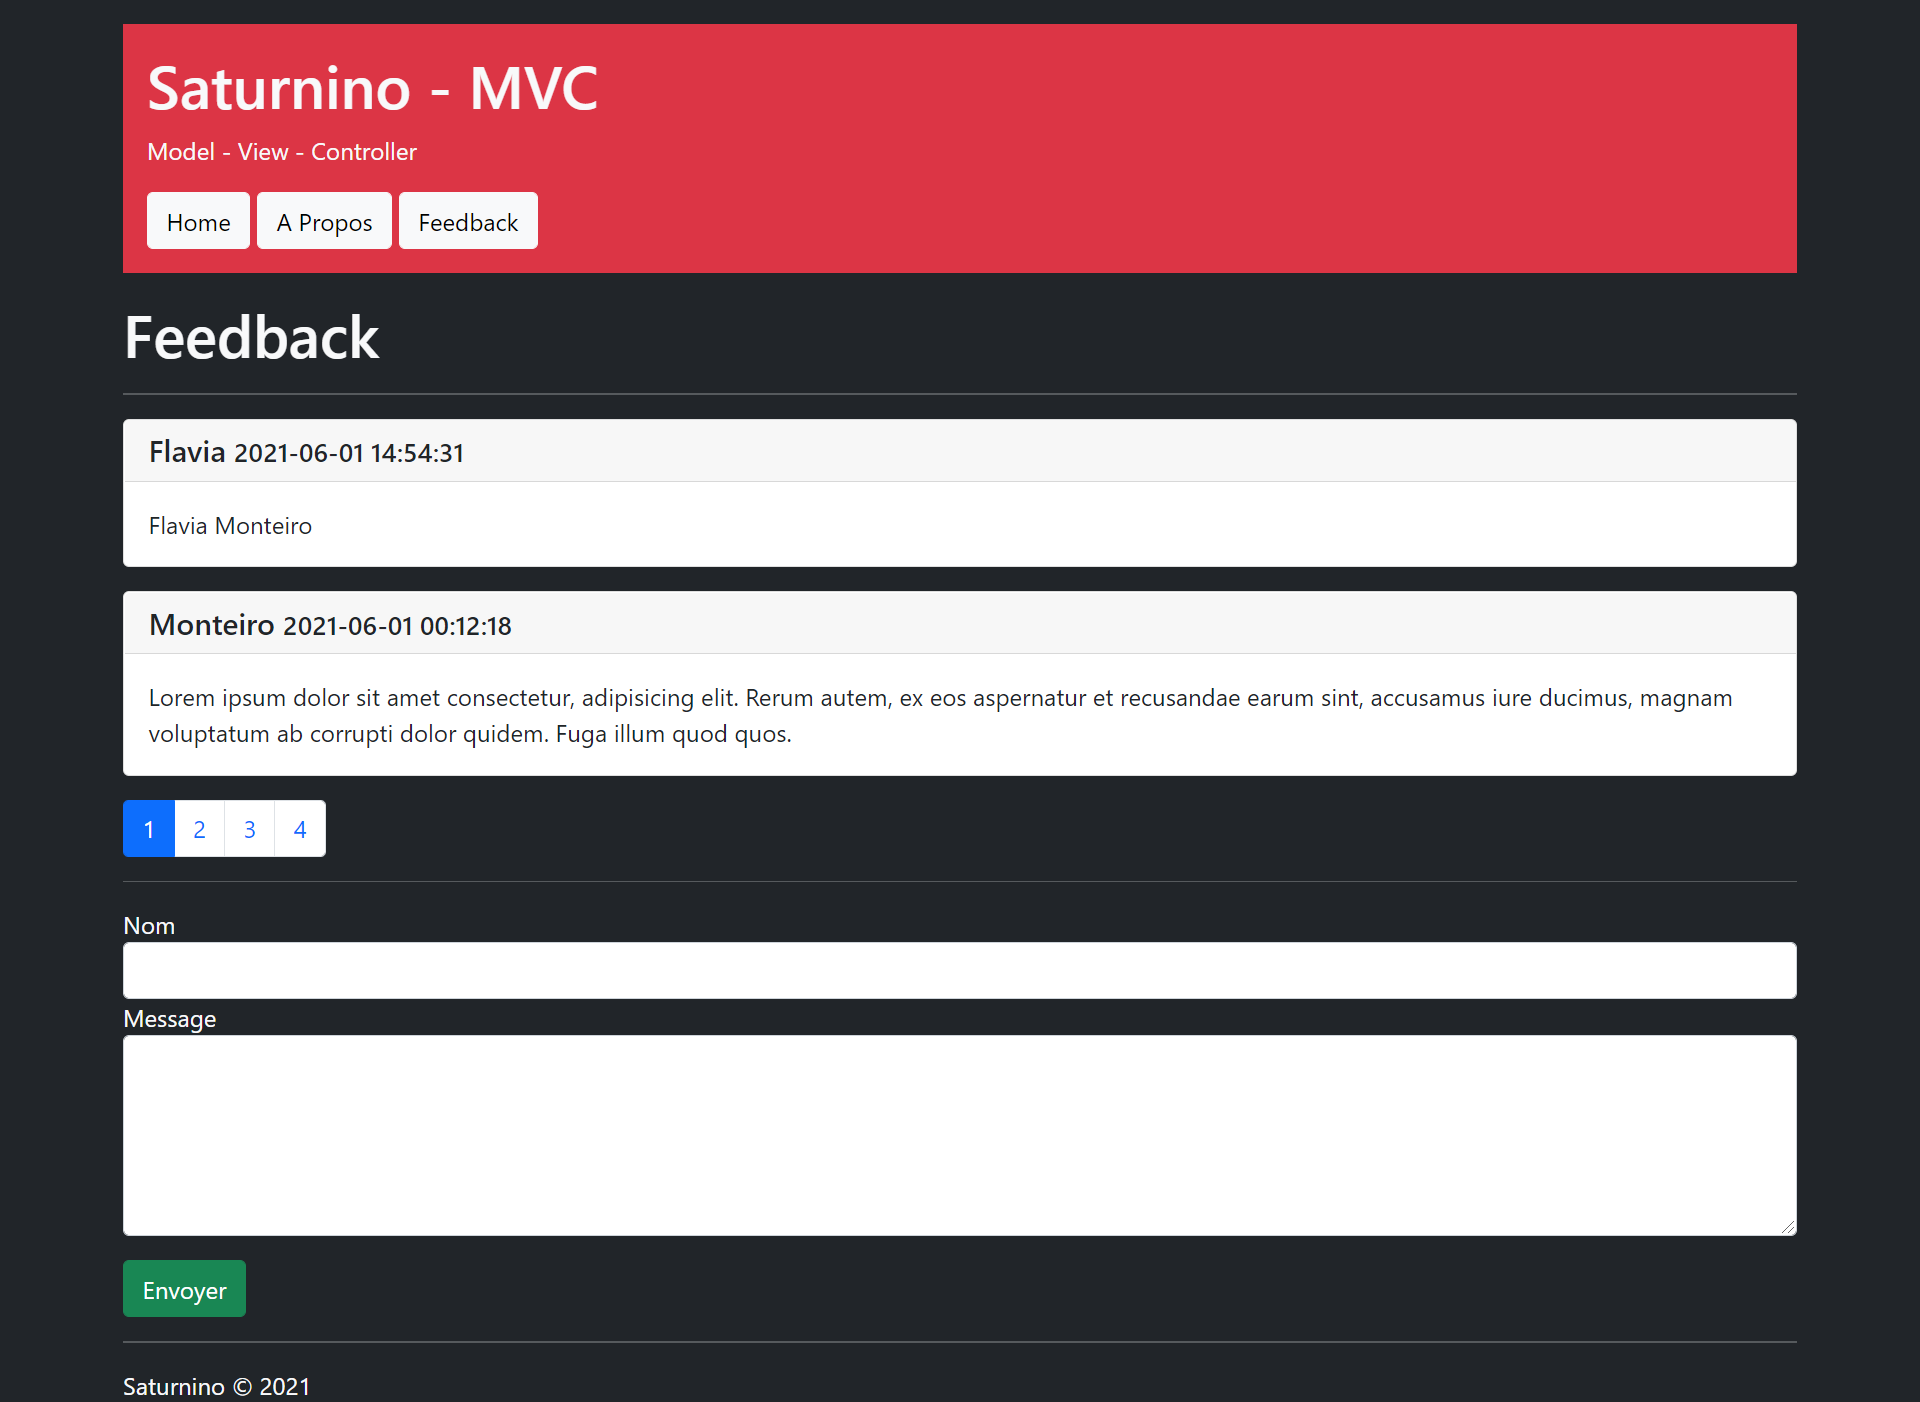 Saturnino - MVC
Model - View - Controller
Home A Propos Feedback
Feedback
Flavia 2021-06-01 14:54:31
Flavia Monteiro
Monteiro 2021-06-01 00:12:18
Lorem ipsum dolor sit amet consectetur, adipisicing elit. Rerum autem, ex eos aspernatur et recusandae earum sint, accusamus iure ducimus, magnam
voluptatum ab corrupti dolor quidem. Fuga illum quod quos.
1 2 3 4
Nom
Message
Envoyer
Saturnino © 2021